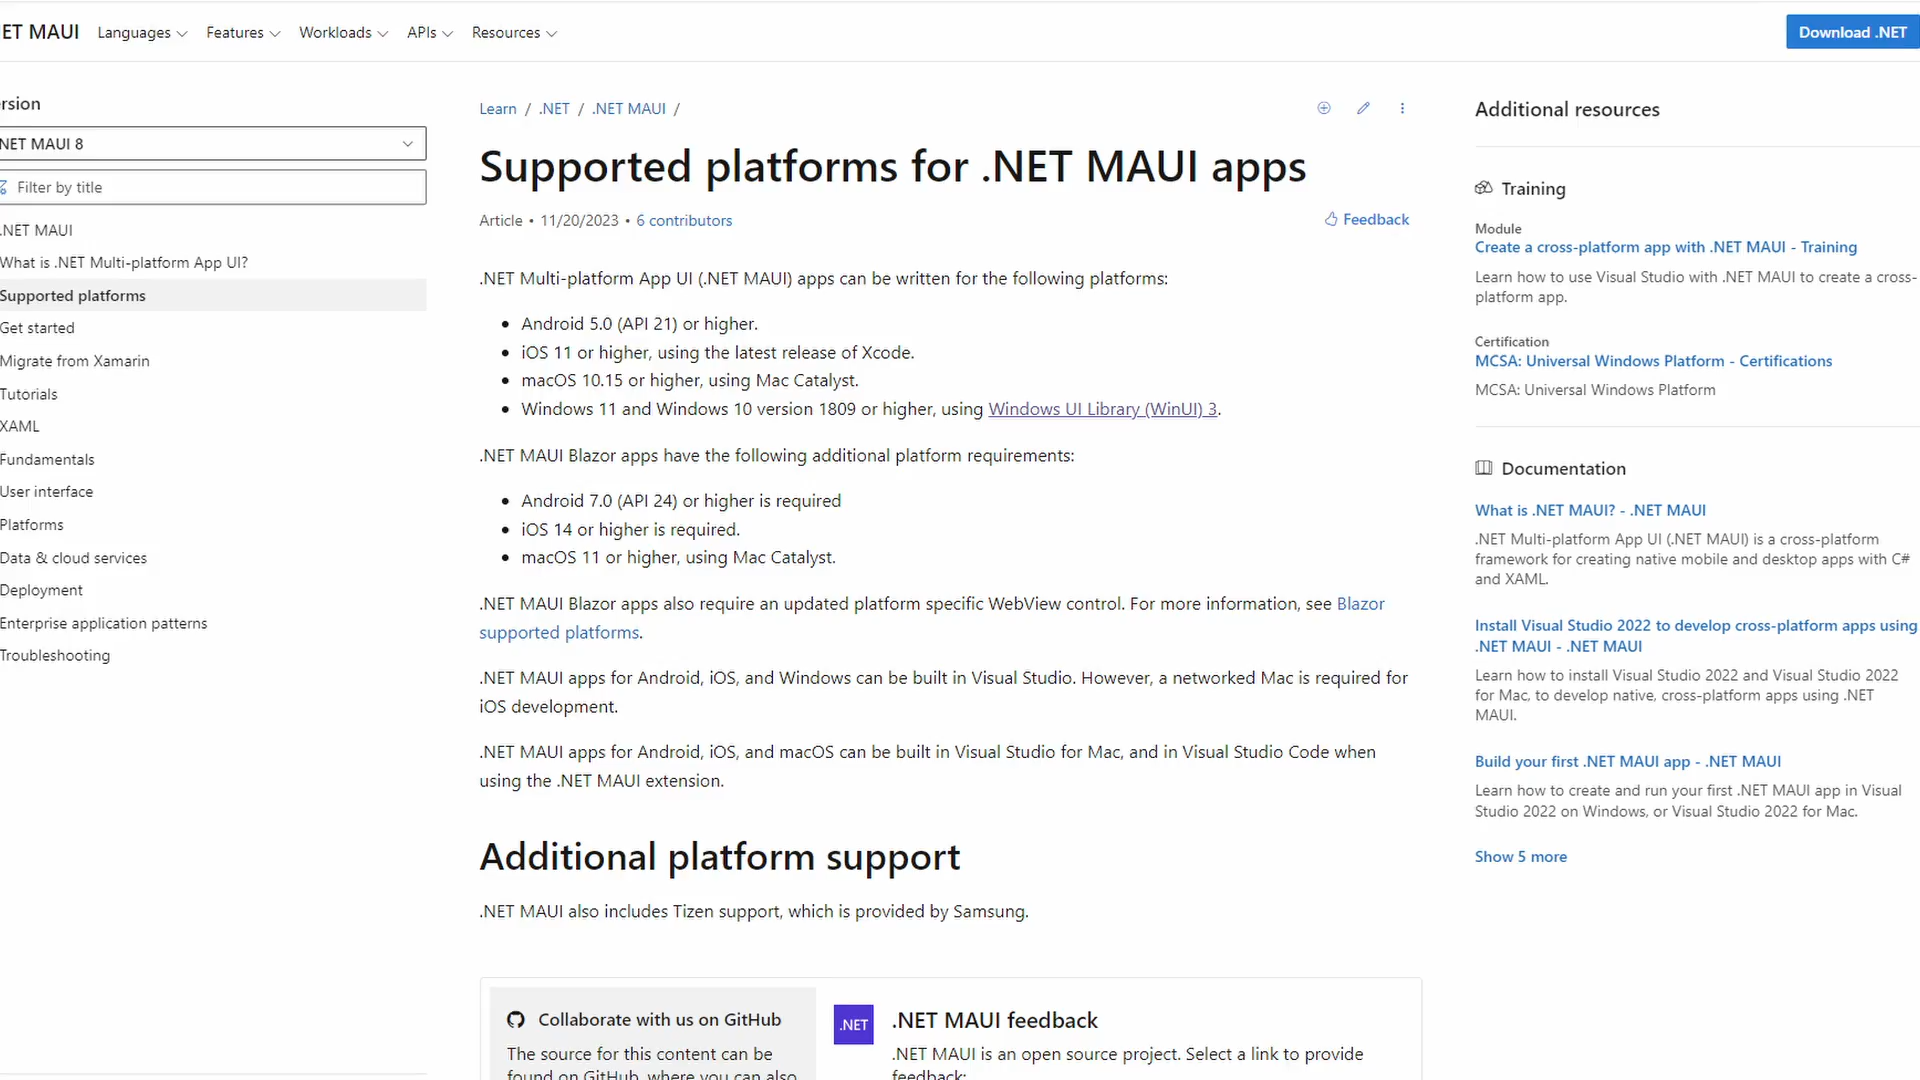 ET MAUI Languages Features Workloads APIs Resources Download .NET
rsion
NET MAUI 8
Filter by title
.NET MAUI
What is .NET Multi-platform App UI?
Supported platforms
Get started
Migrate from Xamarin
Tutorials
XAML
Fundamentals
User interface
Platforms
Data & cloud services
Deployment
Enterprise application patterns
Troubleshooting
Learn / .NET / .NET MAUI /
Supported platforms for .NET MAUI apps
Article • 11/20/2023 • 6 contributors
Feedback
.NET Multi-platform App UI (.NET MAUI) apps can be written for the following platforms:
• Android 5.0 (API 21) or higher.
• iOS 11 or higher, using the latest release of Xcode.
• macOS 10.15 or higher, using Mac Catalyst.
• Windows 11 and Windows 10 version 1809 or higher, using Windows UI Library (WinUI) 3.
.NET MAUI Blazor apps have the following additional platform requirements:
• Android 7.0 (API 24) or higher is required
• iOS 14 or higher is required.
• macOS 11 or higher, using Mac Catalyst.
.NET MAUI Blazor apps also require an updated platform specific WebView control. For more information, see Blazor
supported platforms.
.NET MAUI apps for Android, iOS, and Windows can be built in Visual Studio. However, a networked Mac is required for
iOS development.
.NET MAUI apps for Android, iOS, and macOS can be built in Visual Studio for Mac, and in Visual Studio Code when
using the .NET MAUI extension.
Additional platform support
.NET MAUI also includes Tizen support, which is provided by Samsung.
Collaborate with us on GitHub
The source for this content can be
found on GitHub, where you can also
.NET
.NET MAUI feedback
.NET MAUI is an open source project. Select a link to provide
feedback:
Additional resources
Training
Module
Create a cross-platform app with .NET MAUI - Training
Learn how to use Visual Studio with .NET MAUI to create a cross-
platform app.
Certification
MCSA: Universal Windows Platform - Certifications
MCSA: Universal Windows Platform
Documentation
What is .NET MAUI? - .NET MAUI
.NET Multi-platform App UI (.NET MAUI) is a cross-platform
framework for creating native mobile and desktop apps with C#
and XAML.
Install Visual Studio 2022 to develop cross-platform apps using
.NET MAUI - .NET MAUI
Learn how to install Visual Studio 2022 and Visual Studio 2022
for Mac, to develop native, cross-platform apps using .NET
MAUI.
Build your first .NET MAUI app - .NET MAUI
Learn how to create and run your first .NET MAUI app in Visual
Studio 2022 on Windows, or Visual Studio 2022 for Mac.
Show 5 more